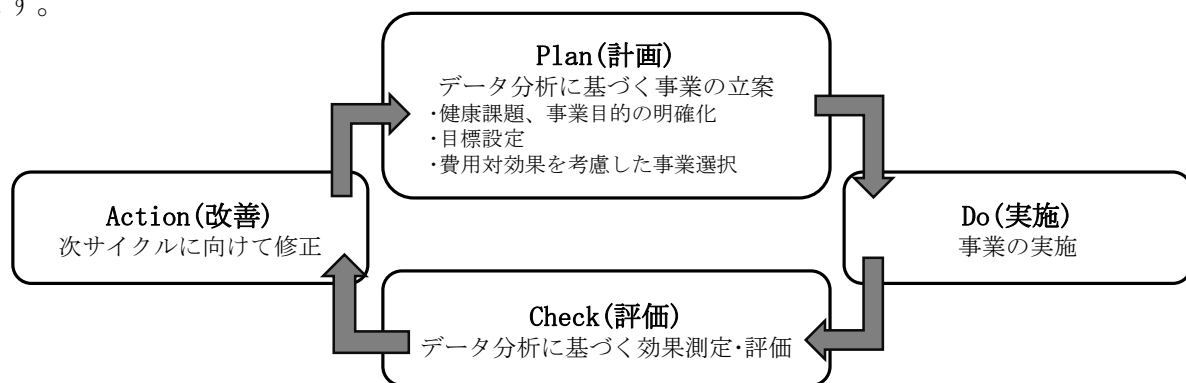 す。
Plan(計画)
データ分析に基づく事業の立案
・健康課題、事業目的の明確化
・目標設定
・費用対効果を考慮した事業選択
Action(改善)
次サイクルに向けて修正
Do(実施)
事業の実施
Check(評価)
データ分析に基づく効果測定・評価